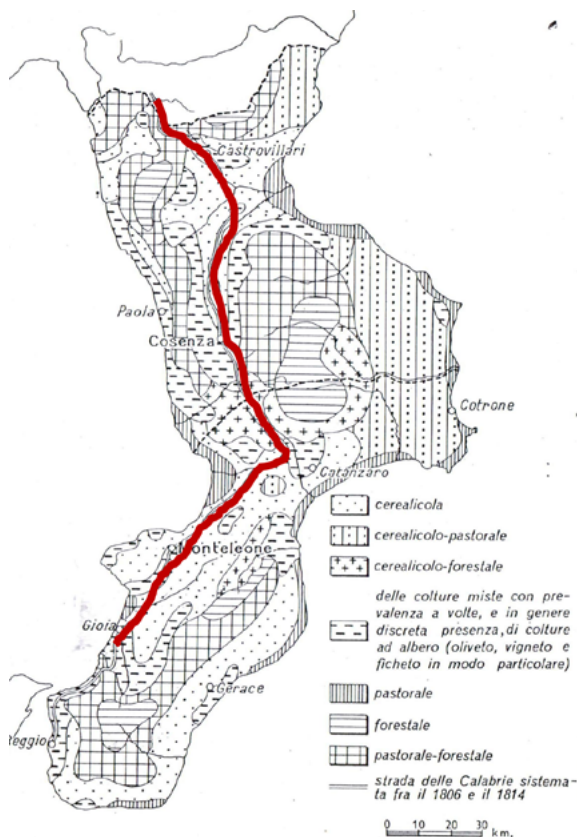 Castrovillari
Paola
Cosenza
Cotrone
Catanzaro
Monteleone
Gioia
Gerace
Reggio
cerealicola
cerealicolo-pastorale
cerealicolo-forestale
delle colture miste con pre-
valenza a volte, e in genere
discreta presenza, di colture
ad albero (oliveto, vigneto e
ficheto in modo particolare)
pastorale
forestale
pastorale-forestale
strada delle Calabrie sistema-
ta fra il 1806 e il 1814
0 10 20 30
km.